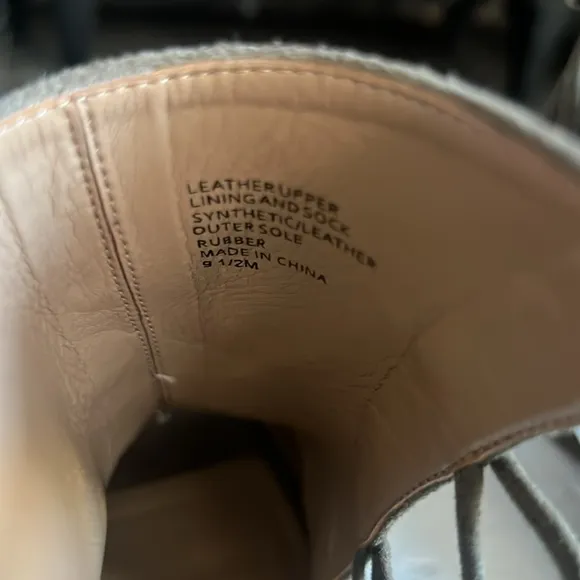 LEATHER UPPER
LINING AND SOCK
SYNTHETIC/LEATHER
OUTER SOLE
RUBBER
MADE IN CHINA
9 1/2M